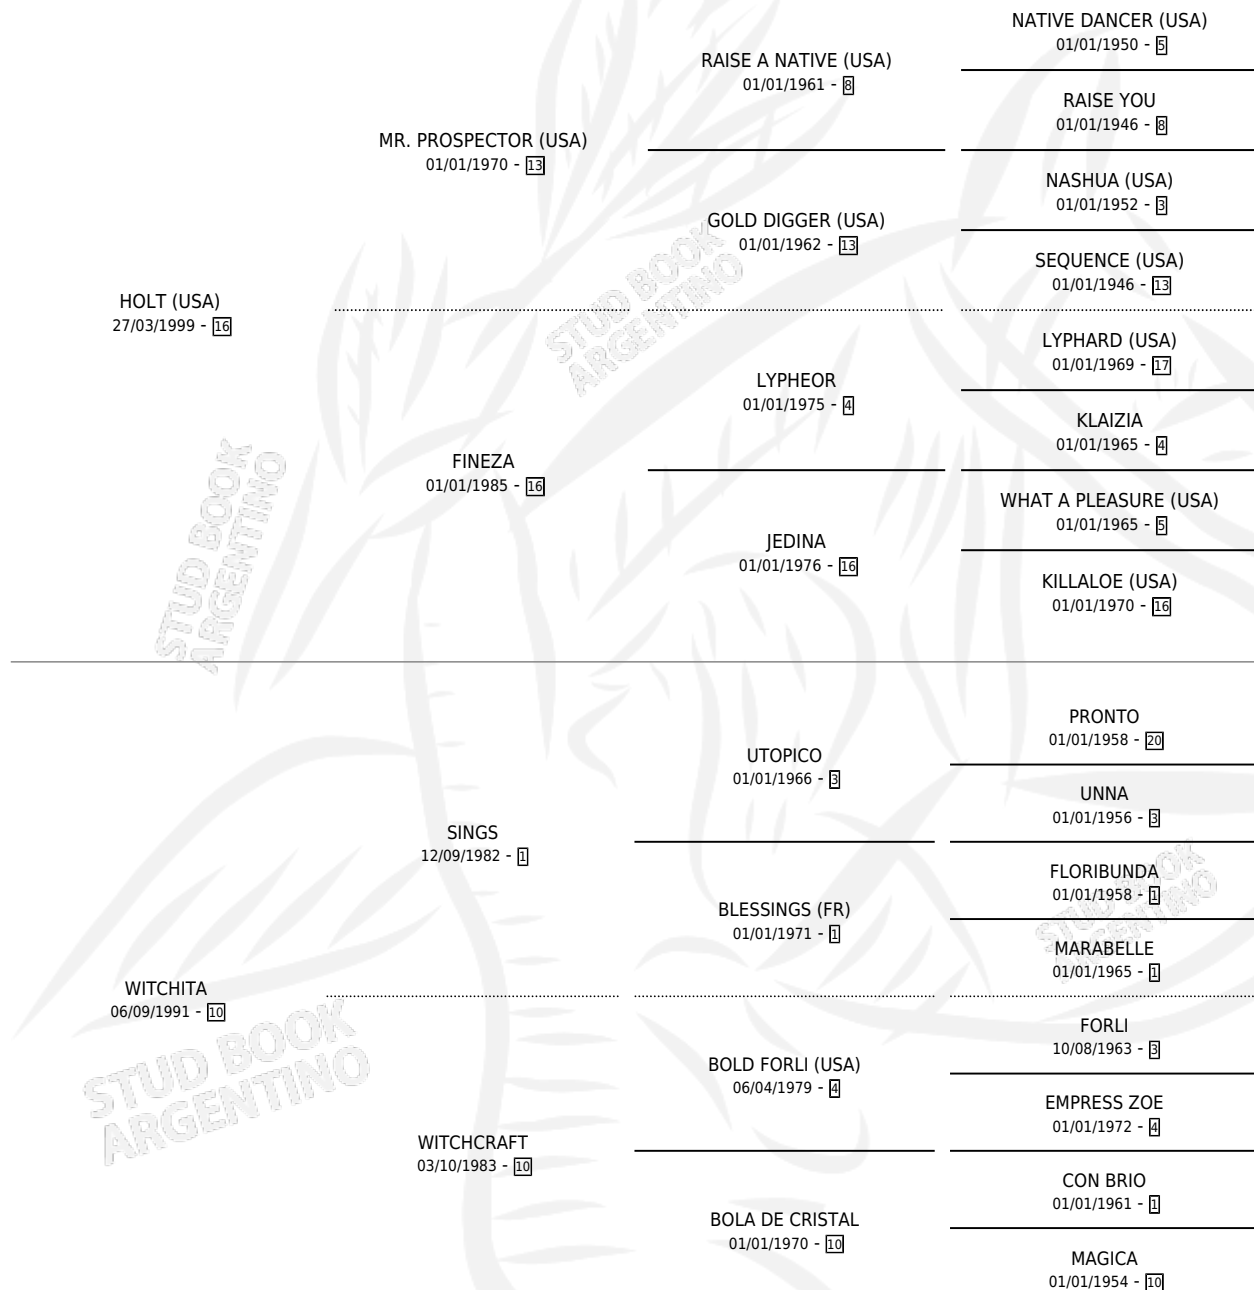 NATIVE DANCER (USA)
01/01/1950 - 5
RAISE A NATIVE (USA)
01/01/1961 - 8
RAISE YOU
01/01/1946 - 8
MR. PROSPECTOR (USA)
01/01/1970 - 13
NASHUA (USA)
01/01/1952 - 3
GOLD DIGGER (USA)
01/01/1962 - 13
SEQUENCE (USA)
01/01/1946 - 13
HOLT (USA)
27/03/1999 - 16
LYPHARD (USA)
01/01/1969 - 17
LYPHEOR
01/01/1975 - 4
KLAIZIA
01/01/1965 - 4
FINEZA
01/01/1985 - 16
WHAT A PLEASURE (USA)
01/01/1965 - 5
JEDINA
01/01/1976 - 16
KILLALOE (USA)
01/01/1970 - 16
STUD BOOK
ARGENTINO
STUD BOOK
ARGENTINO
PRONTO
01/01/1958 - 20
UTOPICO
01/01/1966 - 3
UNNA
01/01/1956 - 3
SINGS
12/09/1982 - 1
FLORIBUNDA
01/01/1958 - 1
BLESSINGS (FR)
01/01/1971 - 1
MARABELLE
01/01/1965 - 1
WITCHITA
06/09/1991 - 10
FORLI
10/08/1963 - 3
BOLD FORLI (USA)
06/04/1979 - 4
EMPRESS ZOE
01/01/1972 - 4
WITCHCRAFT
03/10/1983 - 10
CON BRIO
01/01/1961 - 1
BOLA DE CRISTAL
01/01/1970 - 10
MAGICA
01/01/1954 - 10
STUD BOOK
ARGENTINO
STUD BOOK
ARGENTINO